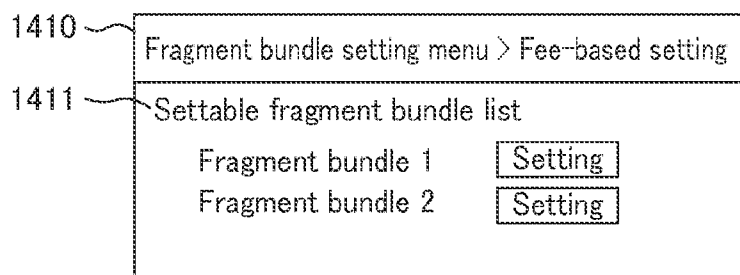 1410
Fragment bundle setting menu > Fee-based setting
1411
Settable fragment bundle list
Fragment bundle 1 Setting
Fragment bundle 2 Setting